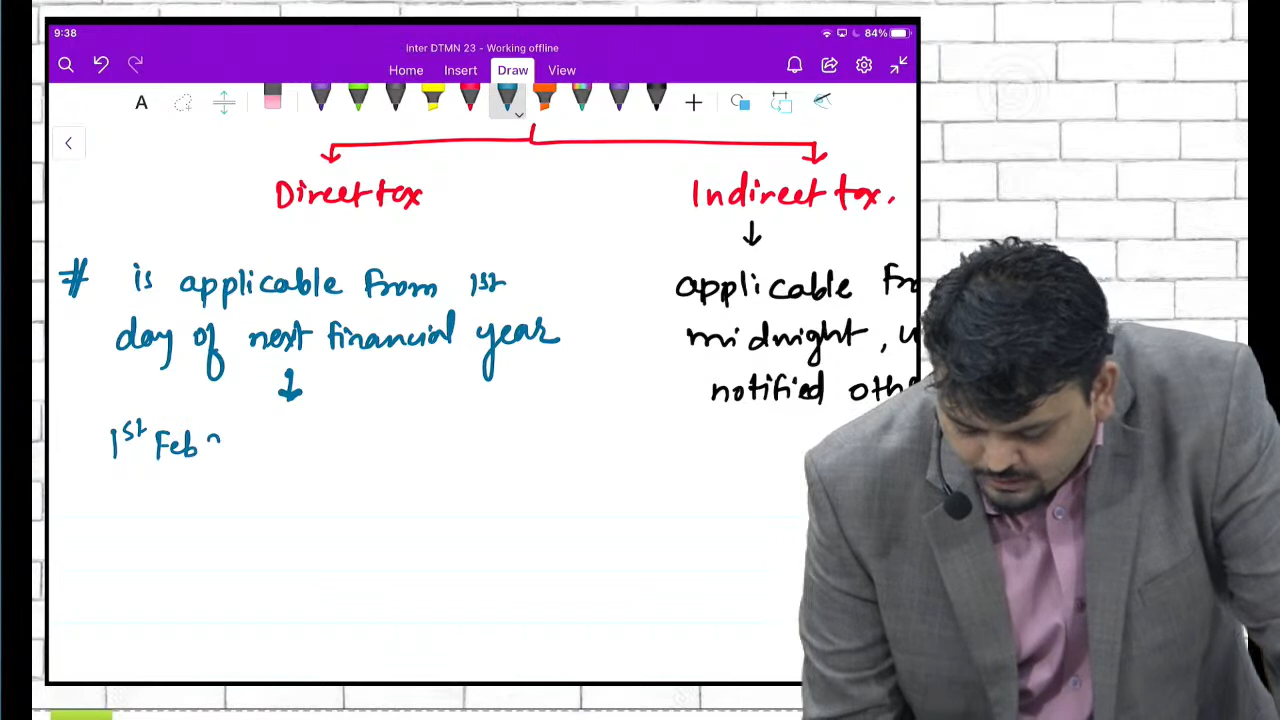 9:38
84%
Inter DTMN 23 - Working offline
Home Insert Draw View
A
Direct tax
Indirect tax.
# is applicable from 1st
day of next financial year
1st Feb
applicable
midnight,
notified